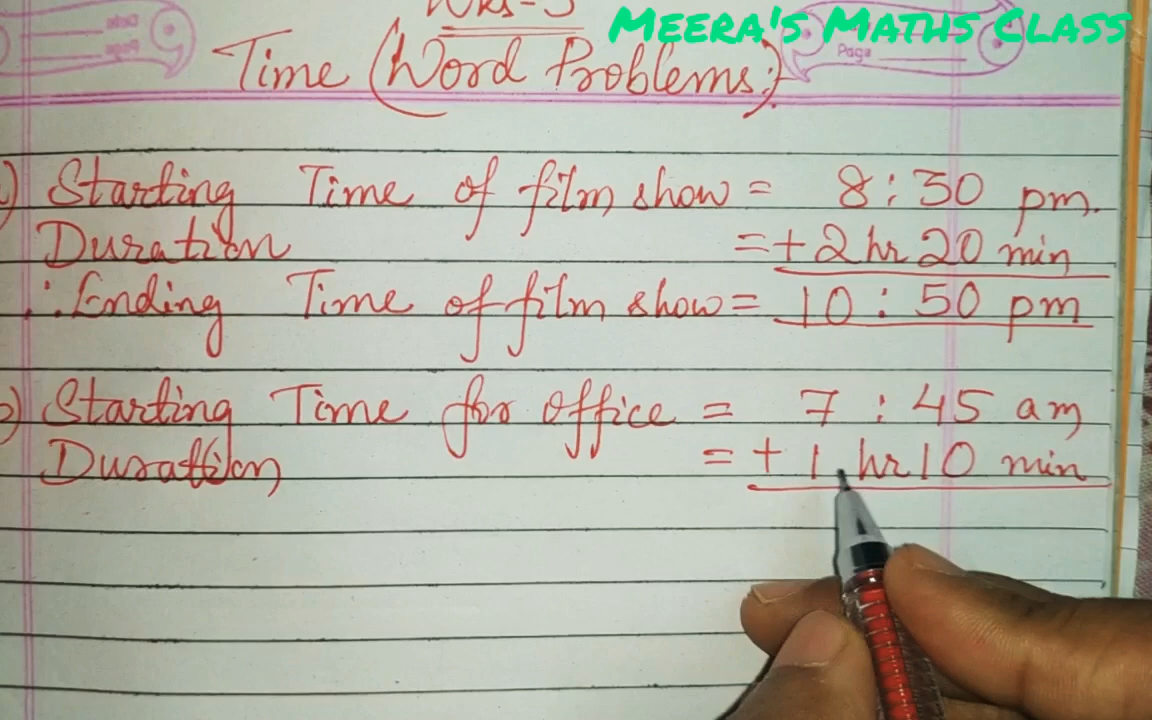 MEERA'S MATHS CLASS
Time (Word Problems:)
Page
Starting Time of film show = 8:30 pm.
Duration = +2 hr 20 min
∴ Ending Time of film show = 10:50 pm
) Starting Time for office = 7:45 am
Duration = +1 hr 10 min